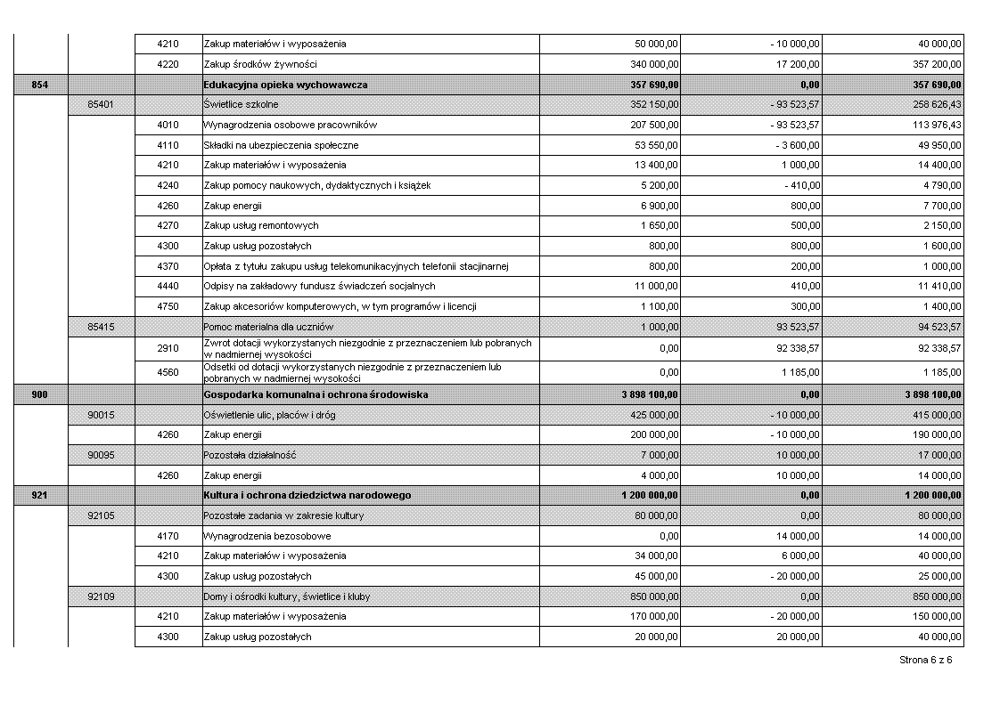 4210 Zakup materiałów i wyposażenia 50 000,00 - 10 000,00 40 000,00
4220 Zakup środków żywności 340 000,00 17 200,00 357 200,00
854 Edukacyjna opieka wychowawcza 357 690,00 0,00 357 690,00
85401 Świetlice szkolne 352 150,00 - 93 523,57 258 626,43
4010 Wynagrodzenia osobowe pracowników 207 500,00 - 93 523,57 113 976,43
4110 Składki na ubezpieczenia społeczne 53 550,00 - 3 600,00 49 950,00
4210 Zakup materiałów i wyposażenia 13 400,00 1 000,00 14 400,00
4240 Zakup pomocy naukowych, dydaktycznych i książek 5 200,00 - 410,00 4 790,00
4260 Zakup energii 6 900,00 800,00 7 700,00
4270 Zakup usług remontowych 1 650,00 500,00 2 150,00
4300 Zakup usług pozostałych 800,00 800,00 1 600,00
4370 Opłata z tytułu zakupu usług telekomunikacyjnych telefonii stacjinarnej 800,00 200,00 1 000,00
4440 Odpisy na zakładowy fundusz świadczeń socjalnych 11 000,00 410,00 11 410,00
4750 Zakup akcesoriów komputerowych, w tym programów i licencji 1 100,00 300,00 1 400,00
85415 Pomoc materialna dla uczniów 1 000,00 93 523,57 94 523,57
2910 Zwrot dotacji wykorzystanych niezgodnie z przeznaczeniem lub pobranych
w nadmiernej wysokości 0,00 92 338,57 92 338,57
4560 Odsetki od dotacji wykorzystanych niezgodnie z przeznaczeniem lub
pobranych w nadmiernej wysokości 0,00 1 185,00 1 185,00
900 Gospodarka komunalna i ochrona środowiska 3 898 100,00 0,00 3 898 100,00
90015 Oświetlenie ulic, placów i dróg 425 000,00 - 10 000,00 415 000,00
4260 Zakup energii 200 000,00 - 10 000,00 190 000,00
90095 Pozostała działalność 7 000,00 10 000,00 17 000,00
4260 Zakup energii 4 000,00 10 000,00 14 000,00
921 Kultura i ochrona dziedzictwa narodowego 1 200 000,00 0,00 1 200 000,00
92105 Pozostałe zadania w zakresie kultury 80 000,00 0,00 80 000,00
4170 Wynagrodzenia bezosobowe 0,00 14 000,00 14 000,00
4210 Zakup materiałów i wyposażenia 34 000,00 6 000,00 40 000,00
4300 Zakup usług pozostałych 45 000,00 - 20 000,00 25 000,00
92109 Domy i ośrodki kultury, świetlice i kluby 850 000,00 0,00 850 000,00
4210 Zakup materiałów i wyposażenia 170 000,00 - 20 000,00 150 000,00
4300 Zakup usług pozostałych 20 000,00 20 000,00 40 000,00
Strona 6 z 6